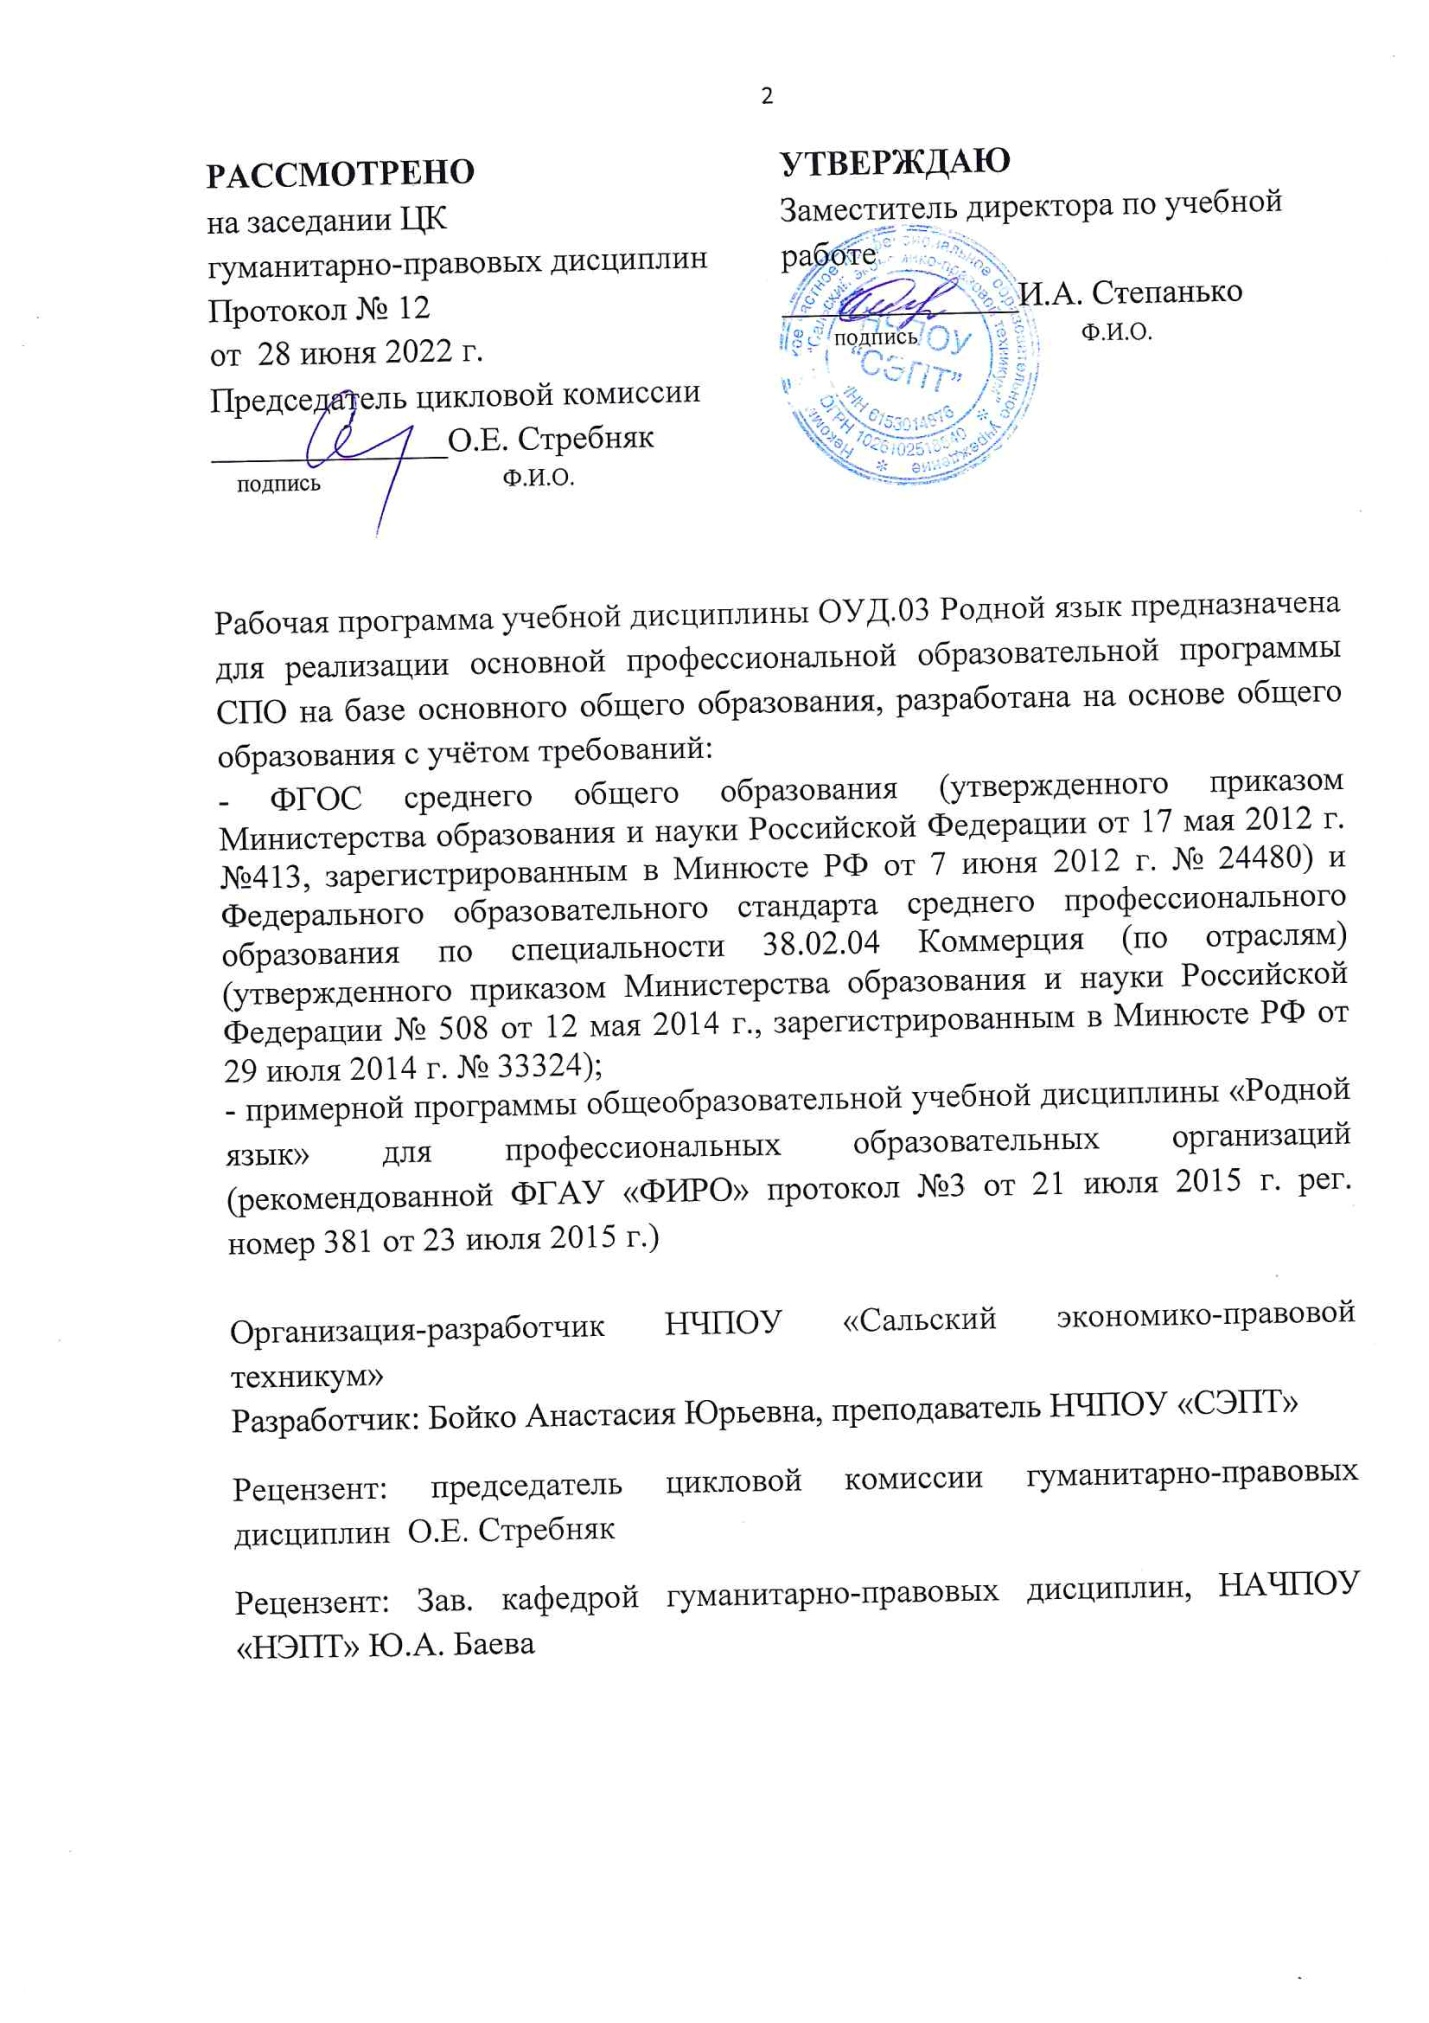 2
РАССМОТРЕНО
на заседании ЦК
гуманитарно-правовых дисциплин
Протокол № 12
от 28 июня 2022 г.
Председатель цикловой комиссии
О.Е. Стребняк
подпись Ф.И.О.
УТВЕРЖДАЮ
Заместитель директора по учебной
работе
И.А. Степанько
подпись Ф.И.О.
НЧПОУ
"СЭПТ"
ИНН 6153014976
Рабочая программа учебной дисциплины ОУД.03 Родной язык предназначена
для реализации основной профессиональной образовательной программы
СПО на базе основного общего образования, разработана на основе общего
образования с учётом требований:
- ФГОС среднего общего образования (утвержденного приказом
Министерства образования и науки Российской Федерации от 17 мая 2012 г.
№413, зарегистрированным в Минюсте РФ от 7 июня 2012 г. № 24480) и
Федерального образовательного стандарта среднего профессионального
образования по специальности 38.02.04 Коммерция (по отраслям)
(утвержденного приказом Министерства образования и науки Российской
Федерации № 508 от 12 мая 2014 г., зарегистрированным в Минюсте РФ от
29 июля 2014 г. № 33324);
- примерной программы общеобразовательной учебной дисциплины «Родной
язык» для профессиональных образовательных организаций
(рекомендованной ФГАУ «ФИРО» протокол №3 от 21 июля 2015 г. рег.
номер 381 от 23 июля 2015 г.)
Организация-разработчик НЧПОУ «Сальский экономико-правовой
техникум»
Разработчик: Бойко Анастасия Юрьевна, преподаватель НЧПОУ «СЭПТ»
Рецензент: председатель цикловой комиссии гуманитарно-правовых
дисциплин О.Е. Стребняк
Рецензент: Зав. кафедрой гуманитарно-правовых дисциплин, НАЧПОУ
«НЭПТ» Ю.А. Баева